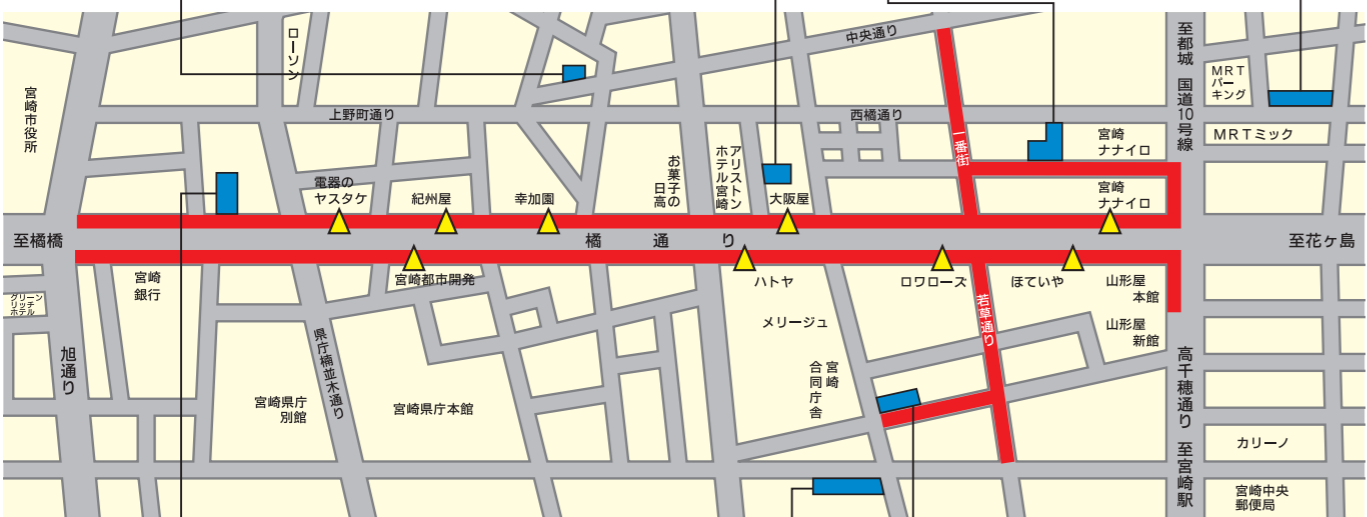 ローソン
中央通り
至都城 国道10号線
MRT
パー
キング
宮崎市役所
上野町通り
西橘通り
一番街
宮崎
ナナイロ
MRTミック
電器の
ヤスタケ
紀州屋
幸加園
お菓子の
日高
アリストン
ホテル宮崎
大阪屋
宮崎
ナナイロ
至橘橋
橘通り
至花ヶ島
宮崎
銀行
宮崎都市開発
ハトヤ
ロワローズ
ほていや
山形屋
本館
グリーン
リッチ
ホテル
メリージュ
若草通り
山形屋
新館
旭通り
県庁楠並木通り
宮崎
合同庁舎
高千穂通り 至宮崎駅
宮崎県庁
別館
宮崎県庁本館
カリーノ
宮崎中央
郵便局